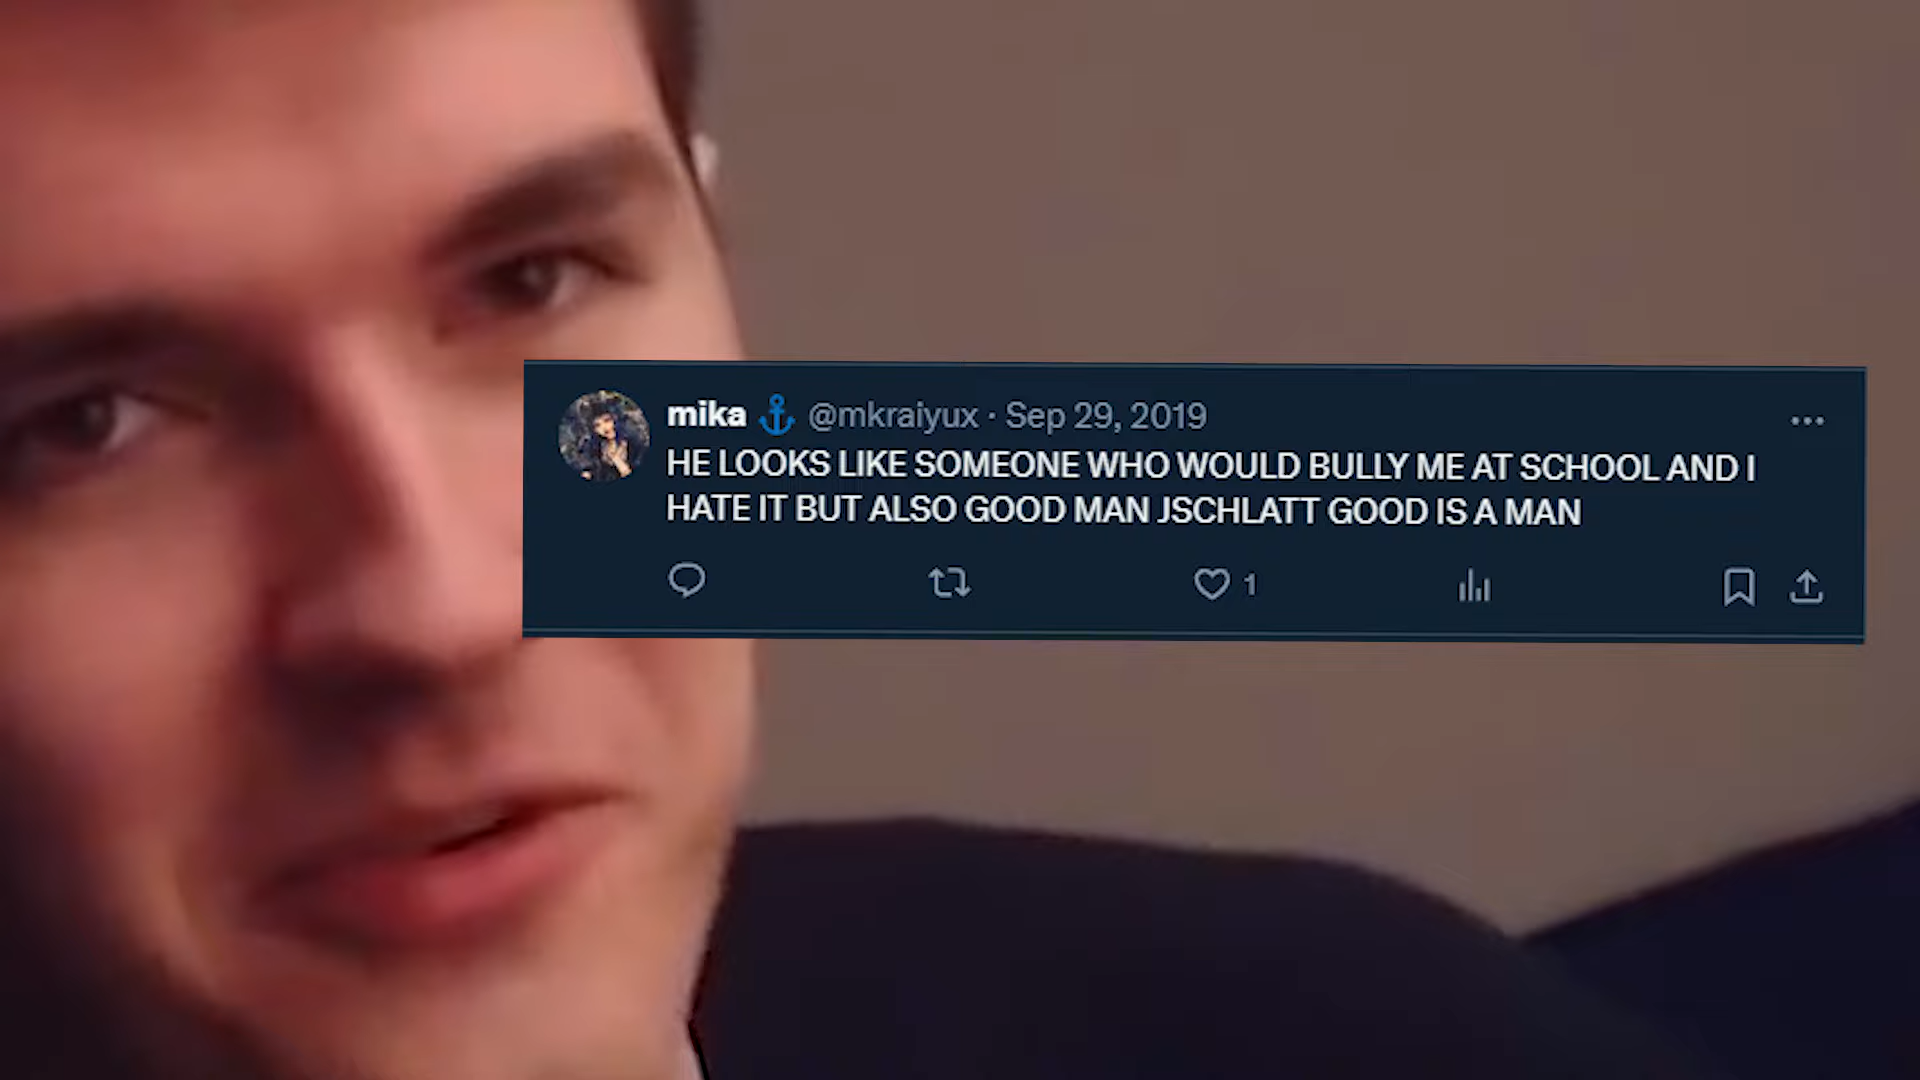 mika ⚓ @mkraiyux · Sep 29, 2019
HE LOOKS LIKE SOMEONE WHO WOULD BULLY ME AT SCHOOL AND I
HATE IT BUT ALSO GOOD MAN JSCHLATT GOOD IS A MAN
1